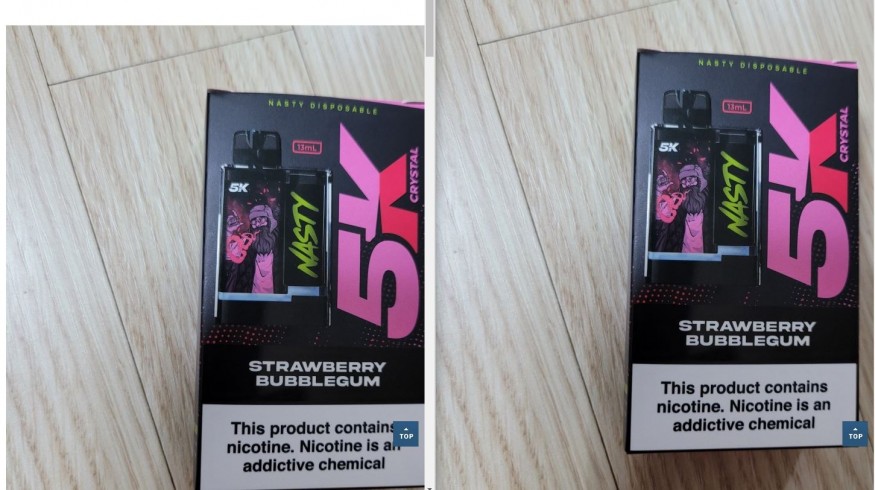 NASTY DISPOSABLE
13mL
5K
NASTY
5K
CRYSTAL
STRAWBERRY
BUBBLEGUM
This product contains
nicotine. Nicotine is an
addictive chemical
TOP
NASTY DISPOSABLE
13mL
5K
NASTY
5K
CRYSTAL
STRAWBERRY
BUBBLEGUM
This product contains
nicotine. Nicotine is an
addictive chemical
TOP